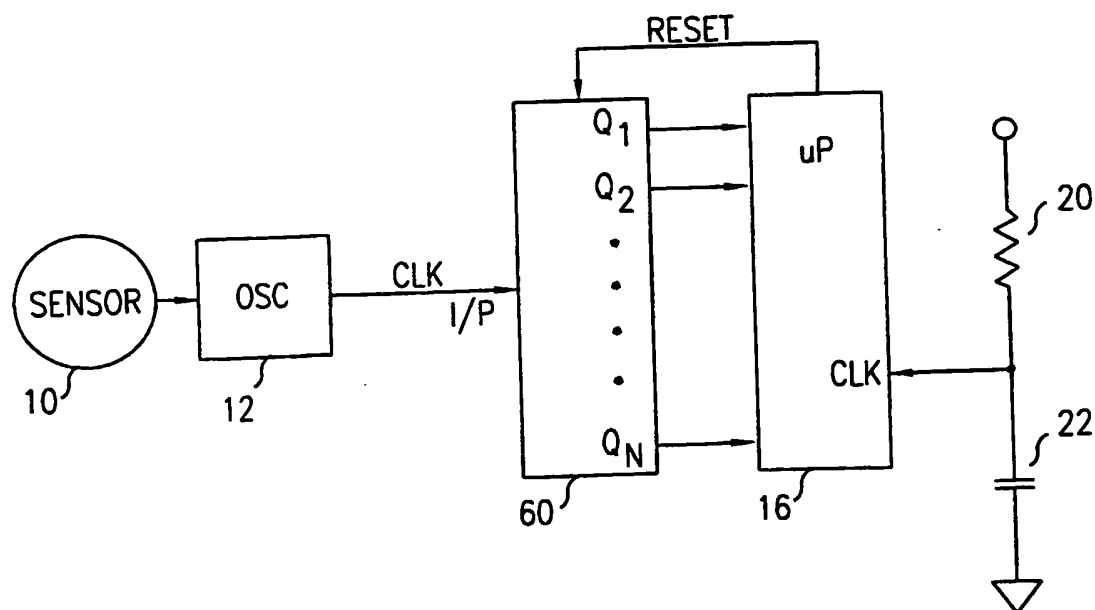 RESET
Q1
Q2
QN
uP
CLK
I/P
CLK
SENSOR
OSC
10
12
60
16
20
22